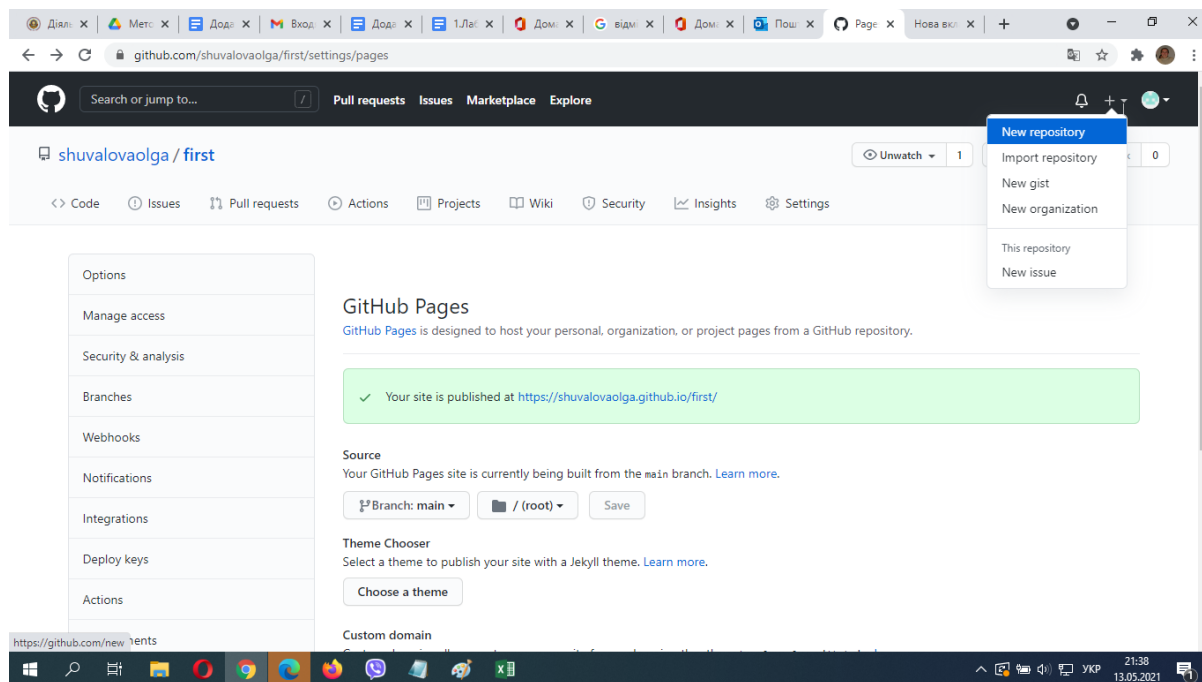 Діяль
Мето
Дода
Вход
Дода
1.Лаб
Дома
відмі
Дома
Пош
Page
Нова вкл
github.com/shuvalovaolga/first/settings/pages
Search or jump to...
/
Pull requests Issues Marketplace Explore
New repository
Import repository
New gist
New organization
This repository
New issue
shuvalovaolga / first
Unwatch 1
0
Code Issues Pull requests Actions Projects Wiki Security Insights Settings
Options
Manage access
Security & analysis
Branches
Webhooks
Notifications
Integrations
Deploy keys
Actions
ments
GitHub Pages
GitHub Pages is designed to host your personal, organization, or project pages from a GitHub repository.
Your site is published at https://shuvalovaolga.github.io/first/
Source
Your GitHub Pages site is currently being built from the main branch. Learn more.
Branch: main / (root) Save
Theme Chooser
Select a theme to publish your site with a Jekyll theme. Learn more.
Choose a theme
Custom domain
https://github.com/new
УКР
21:38
13.05.2021